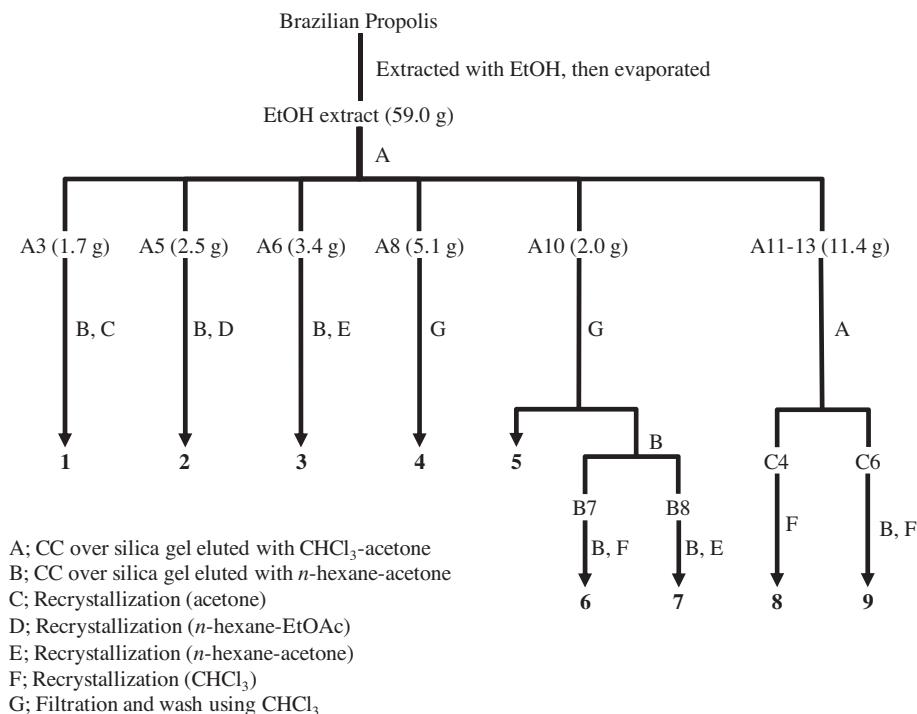 Brazilian Propolis
Extracted with EtOH, then evaporated
EtOH extract (59.0 g)
A
A3 (1.7 g) A5 (2.5 g) A6 (3.4 g) A8 (5.1 g) A10 (2.0 g) A11-13 (11.4 g)
B, C B, D B, E G G A
1 2 3 4 5 B C4 C6
B7 B8 F B, F
B, F B, E
6 7 8 9
A; CC over silica gel eluted with CHCl3-acetone
B; CC over silica gel eluted with n-hexane-acetone
C; Recrystallization (acetone)
D; Recrystallization (n-hexane-EtOAc)
E; Recrystallization (n-hexane-acetone)
F; Recrystallization (CHCl3)
G; Filtration and wash using CHCl3